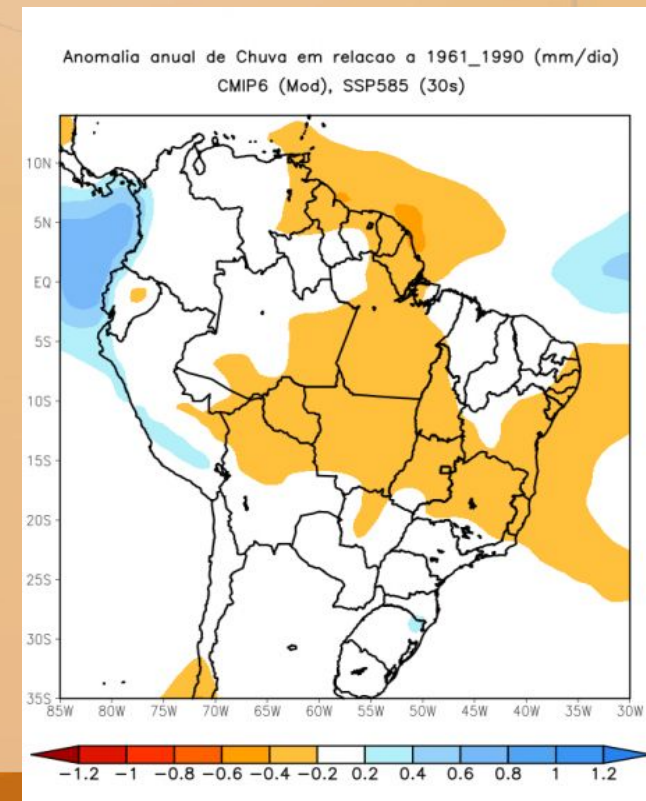 Anomalia anual de Chuva em relacao a 1961_1990 (mm/dia)
CMIP6 (Mod), SSP585 (30s)
10N
5N
EQ
5S
10S
15S
20S
25S
30S
35S
85W 80W 75W 70W 65W 60W 55W 50W 45W 40W 35W 30W
-1.2 -1 -0.8 -0.6 -0.4 -0.2 0.2 0.4 0.6 0.8 1 1.2